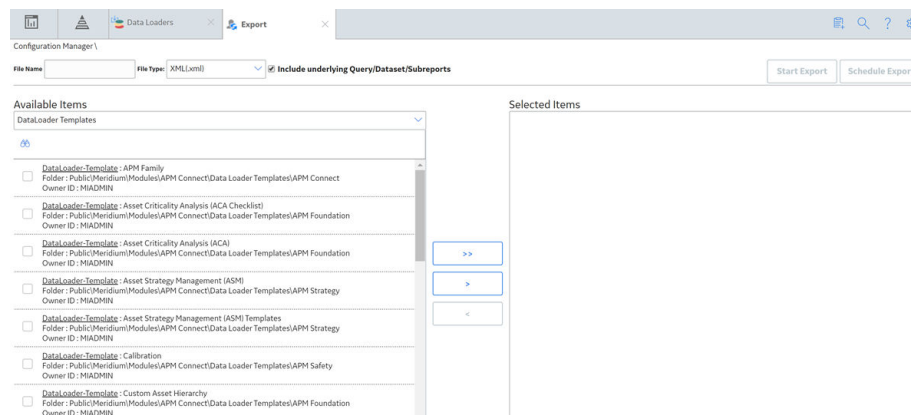 Data Loaders
Export
Configuration Manager \
File Name
File Type:
XML(.xml)
Include underlying Query/Dataset/Subreports
Start Export
Schedule Expor
Available Items
DataLoader Templates
DataLoader-Template : APM Family
Folder : Public\Meridium\Modules\APM Connect\Data Loader Templates\APM Connect
Owner ID : MIADMIN
DataLoader-Template : Asset Criticality Analysis (ACA Checklist)
Folder : Public\Meridium\Modules\APM Connect\Data Loader Templates\APM Foundation
Owner ID : MIADMIN
DataLoader-Template : Asset Criticality Analysis (ACA)
Folder : Public\Meridium\Modules\APM Connect\Data Loader Templates\APM Foundation
Owner ID : MIADMIN
DataLoader-Template : Asset Strategy Management (ASM)
Folder : Public\Meridium\Modules\APM Connect\Data Loader Templates\APM Strategy
Owner ID : MIADMIN
DataLoader-Template : Asset Strategy Management (ASM) Templates
Folder : Public\Meridium\Modules\APM Connect\Data Loader Templates\APM Strategy
Owner ID : MIADMIN
DataLoader-Template : Calibration
Folder : Public\Meridium\Modules\APM Connect\Data Loader Templates\APM Safety
Owner ID : MIADMIN
DataLoader-Template : Custom Asset Hierarchy
Folder : Public\Meridium\Modules\APM Connect\Data Loader Templates\APM Foundation
Owner ID : MIADMIN
>>
>
<
Selected Items